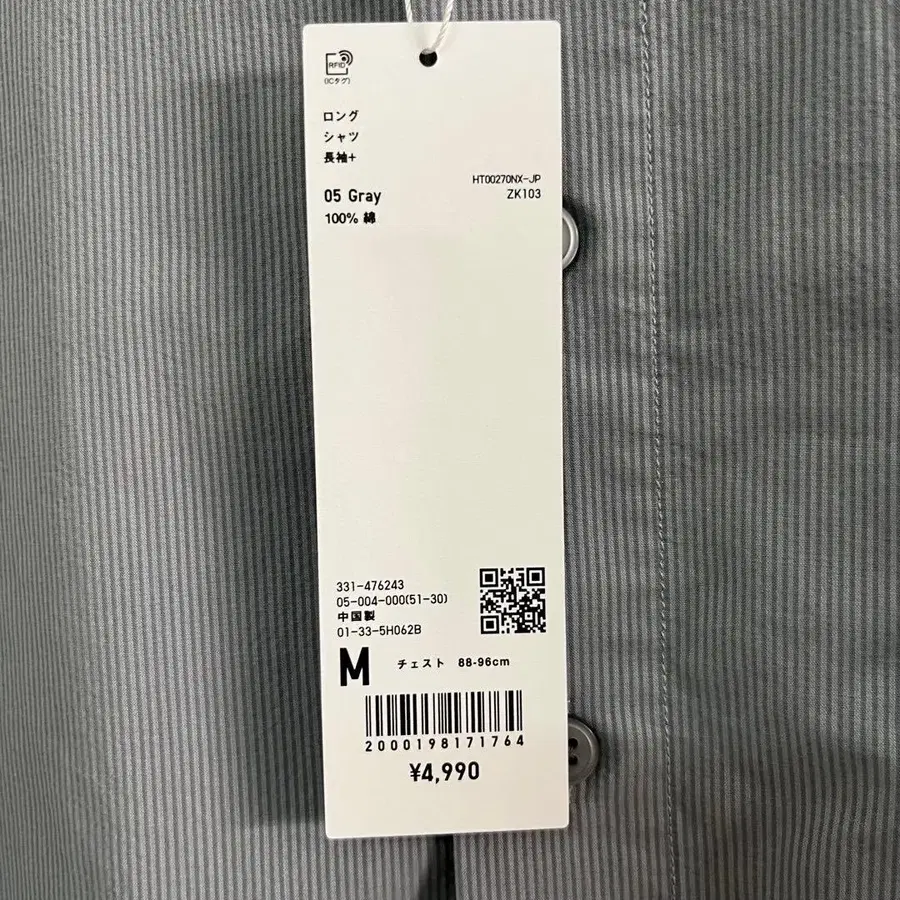 RFID
(ICタグ)
ロング
シャツ
長袖+
HT00270NX-JP
05 Gray
ZK103
100% 綿
331-476243
05-004-000(51-30)
中国製
01-33-5H062B
M チェスト 88-96cm
2000198171764
¥4,990